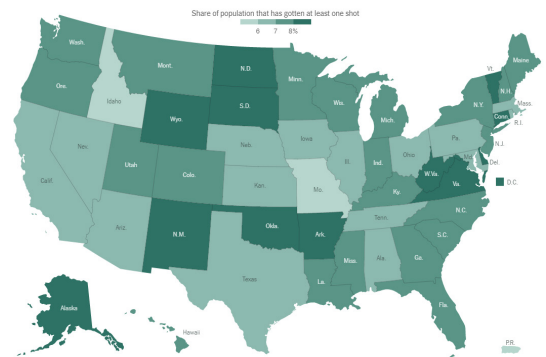 Share of population that has gotten at least one shot
6 7 8%
Wash.
Mont.
N.D.
Minn.
Vt.
Maine
Ore.
Idaho
S.D.
Wis.
Mich.
N.Y.
N.H.
Mass.
Wyo.
Conn.
R.I.
Nev.
Neb.
Iowa
Pa.
N.J.
Utah
Colo.
Ill.
Ind.
Ohio
Md.
Del.
Calif.
Kan.
Mo.
Ky.
W.Va.
Va.
D.C.
Ariz.
N.M.
Okla.
Ark.
Tenn.
N.C.
S.C.
Texas
La.
Miss.
Ala.
Ga.
Fla.
Alaska
Hawaii
P.R.